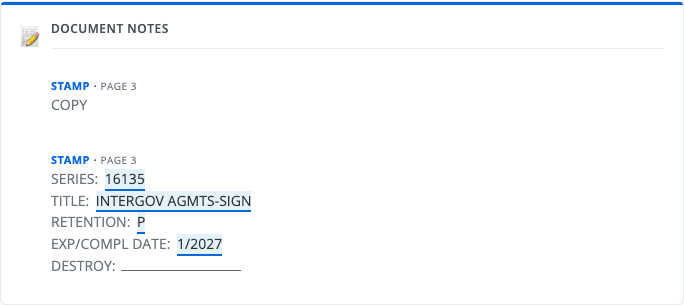 DOCUMENT NOTES
STAMP · PAGE 3
COPY
STAMP · PAGE 3
SERIES: 16135
TITLE: INTERGOV AGMTS-SIGN
RETENTION: P
EXP/COMPL DATE: 1/2027
DESTROY: